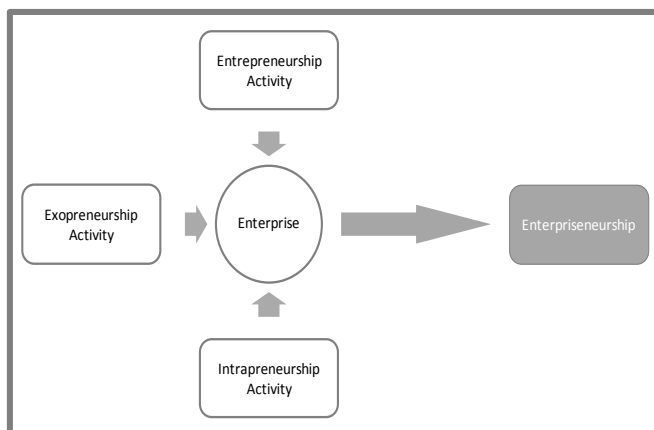 Entrepreneurship
Activity
Exopreneurship
Activity
Enterprise
Enterpriseneurship
Intrapreneurship
Activity